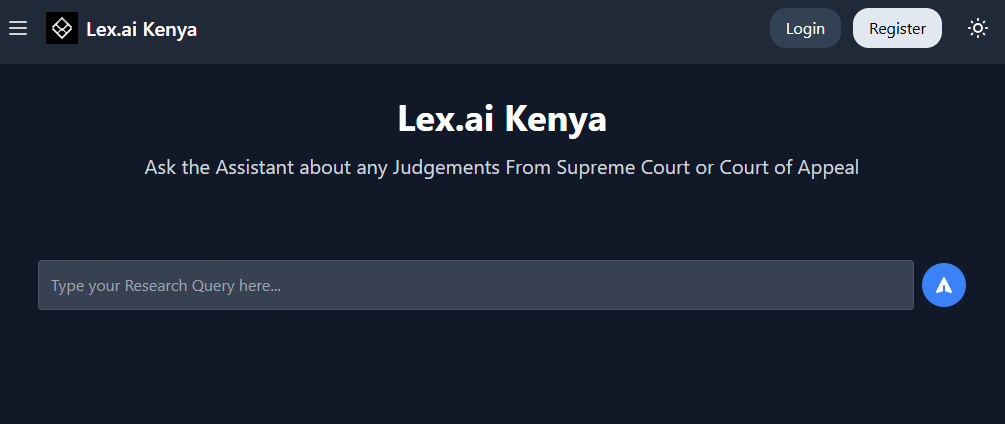 Lex.ai Kenya
Login
Register
Lex.ai Kenya
Ask the Assistant about any Judgements From Supreme Court or Court of Appeal
Type your Research Query here...